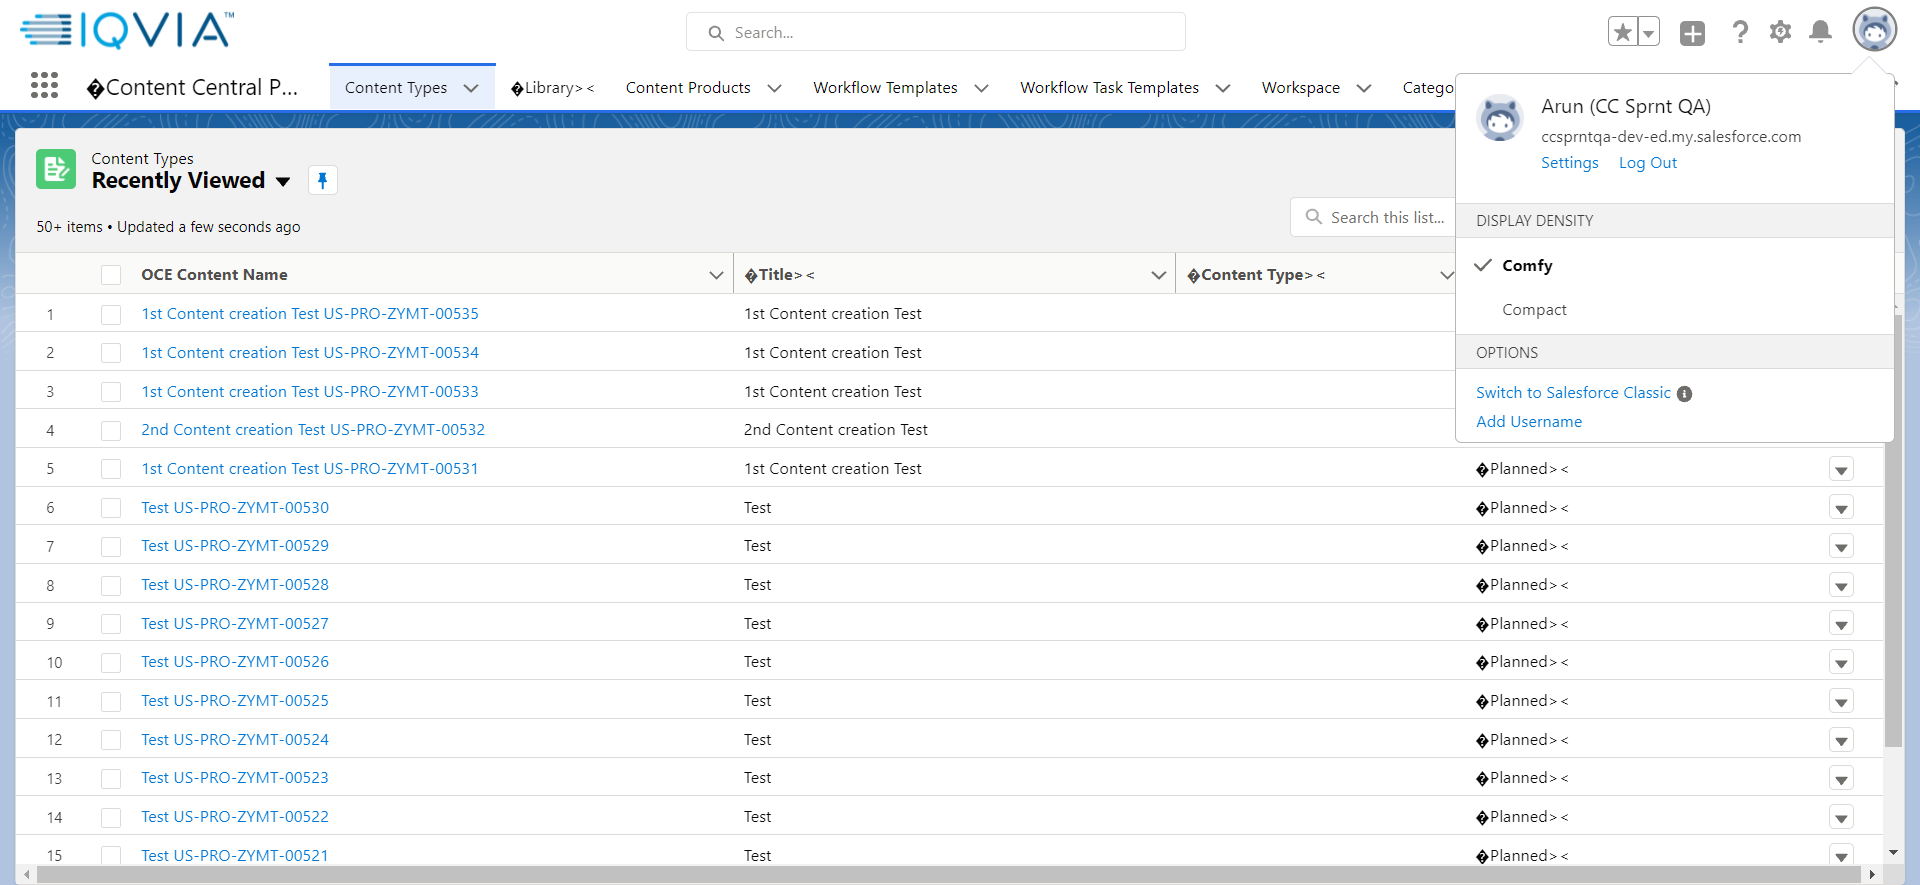 IQVIA™
Search...
�Content Central P...
Content Types
�Library><
Content Products
Workflow Templates
Workflow Task Templates
Workspace
Catego
Arun (CC Sprnt QA)
ccsprntqa-dev-ed.my.salesforce.com
Settings Log Out
DISPLAY DENSITY
Comfy
Compact
OPTIONS
Switch to Salesforce Classic
Add Username
Content Types
Recently Viewed
50+ items • Updated a few seconds ago
Search this list...
OCE Content Name �Title>< �Content Type><
1 1st Content creation Test US-PRO-ZYMT-00535 1st Content creation Test
2 1st Content creation Test US-PRO-ZYMT-00534 1st Content creation Test
3 1st Content creation Test US-PRO-ZYMT-00533 1st Content creation Test
4 2nd Content creation Test US-PRO-ZYMT-00532 2nd Content creation Test
5 1st Content creation Test US-PRO-ZYMT-00531 1st Content creation Test �Planned><
6 Test US-PRO-ZYMT-00530 Test �Planned><
7 Test US-PRO-ZYMT-00529 Test �Planned><
8 Test US-PRO-ZYMT-00528 Test �Planned><
9 Test US-PRO-ZYMT-00527 Test �Planned><
10 Test US-PRO-ZYMT-00526 Test �Planned><
11 Test US-PRO-ZYMT-00525 Test �Planned><
12 Test US-PRO-ZYMT-00524 Test �Planned><
13 Test US-PRO-ZYMT-00523 Test �Planned><
14 Test US-PRO-ZYMT-00522 Test �Planned><
15 Test US-PRO-ZYMT-00521 Test �Planned><